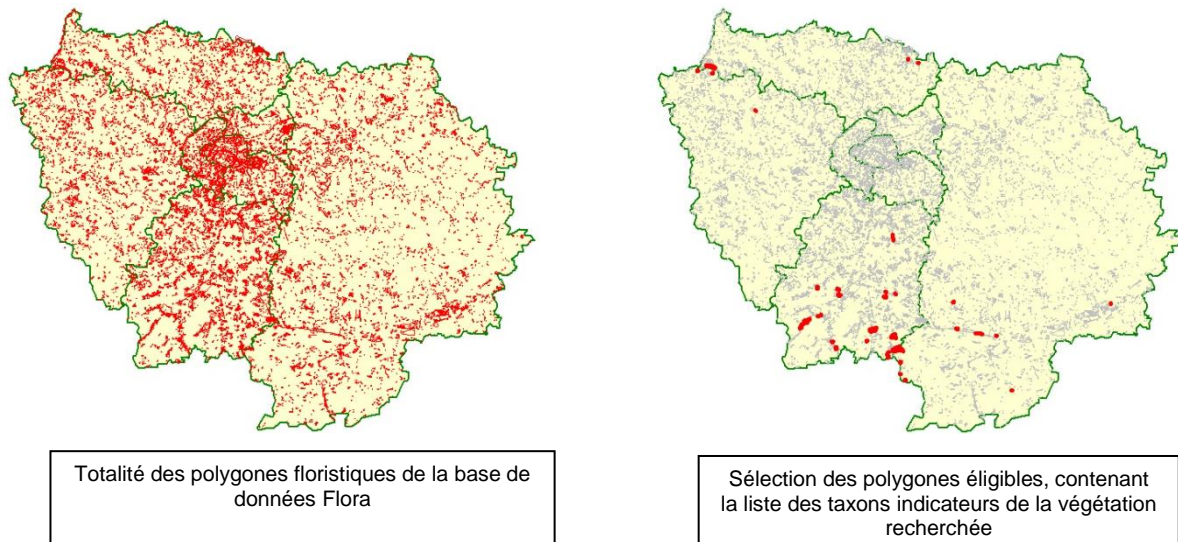 Totalité des polygones floristiques de la base de
données Flora
Sélection des polygones éligibles, contenant
la liste des taxons indicateurs de la végétation
recherchée